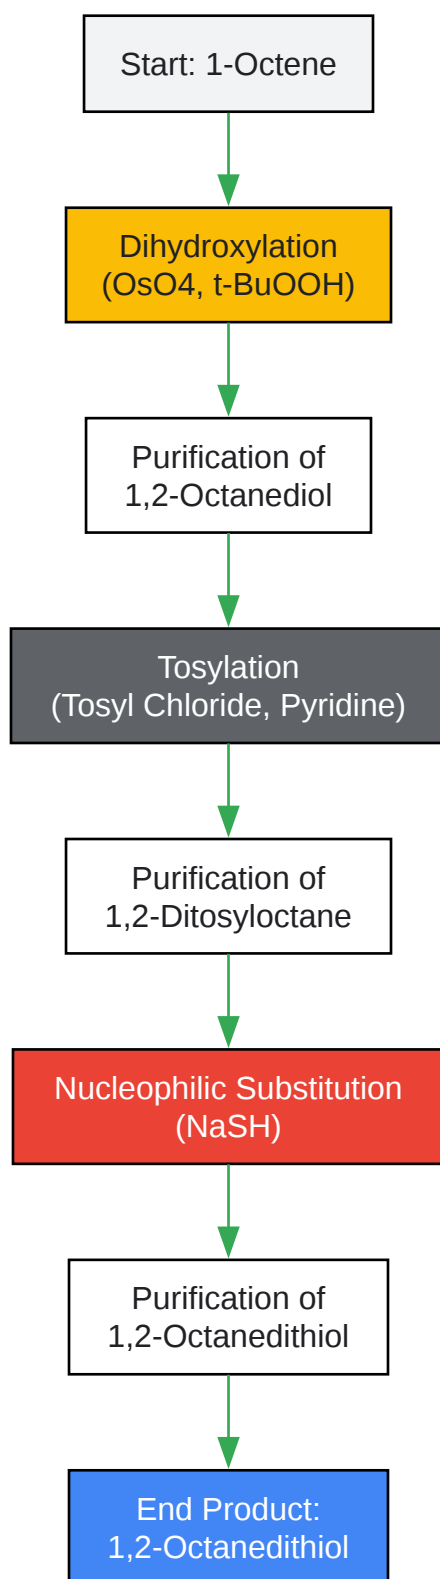 Start: 1-Octene
Dihydroxylation
(OsO4, t-BuOOH)
Purification of
1,2-Octanediol
Tosylation
(Tosyl Chloride, Pyridine)
Purification of
1,2-Ditosyloctane
Nucleophilic Substitution
(NaSH)
Purification of
1,2-Octanedithiol
End Product:
1,2-Octanedithiol